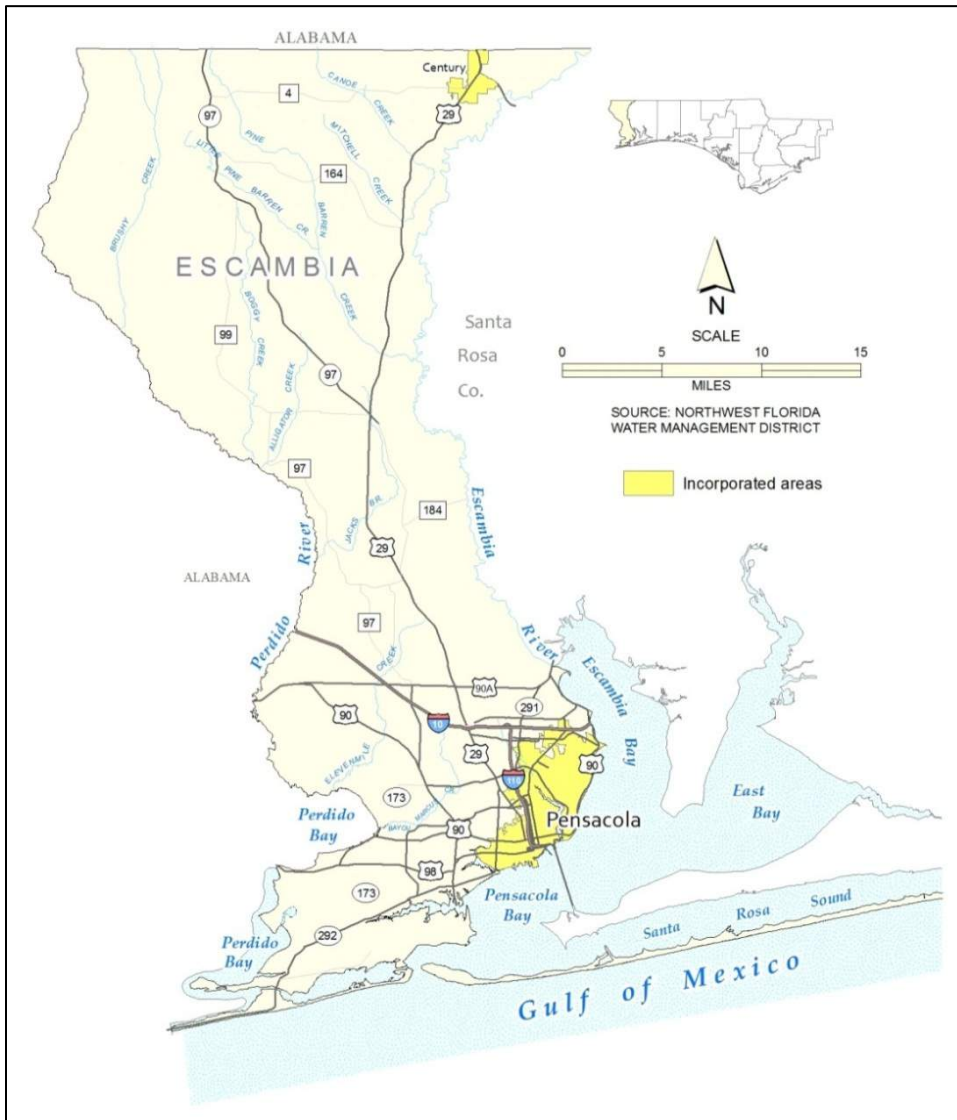 ALABAMA
Century
CANOE CREEK
4
29
97
PINE BARREN CREEK
MITCHELL CREEK
LITTLE PINE BARREN CR.
164
BRUSHY CREEK
ESCAMBIA
N
SCALE
0 5 10 15
MILES
SOURCE: NORTHWEST FLORIDA
WATER MANAGEMENT DISTRICT
Incorporated areas
Santa
Rosa
Co.
BOGGY CREEK
99
97
ALLIGATOR CREEK
97
184
JACKS BR.
29
Escambia River
Perdido River
ALABAMA
97
90A
291
Escambia Bay
90
10
29
110
90
ELEVENMILE CREEK
173
BAYOU MARCUS CR.
Perdido
Bay
90
Pensacola
East
Bay
98
173
Pensacola
Bay
Santa Rosa Sound
292
Perdido
Bay
Gulf of Mexico